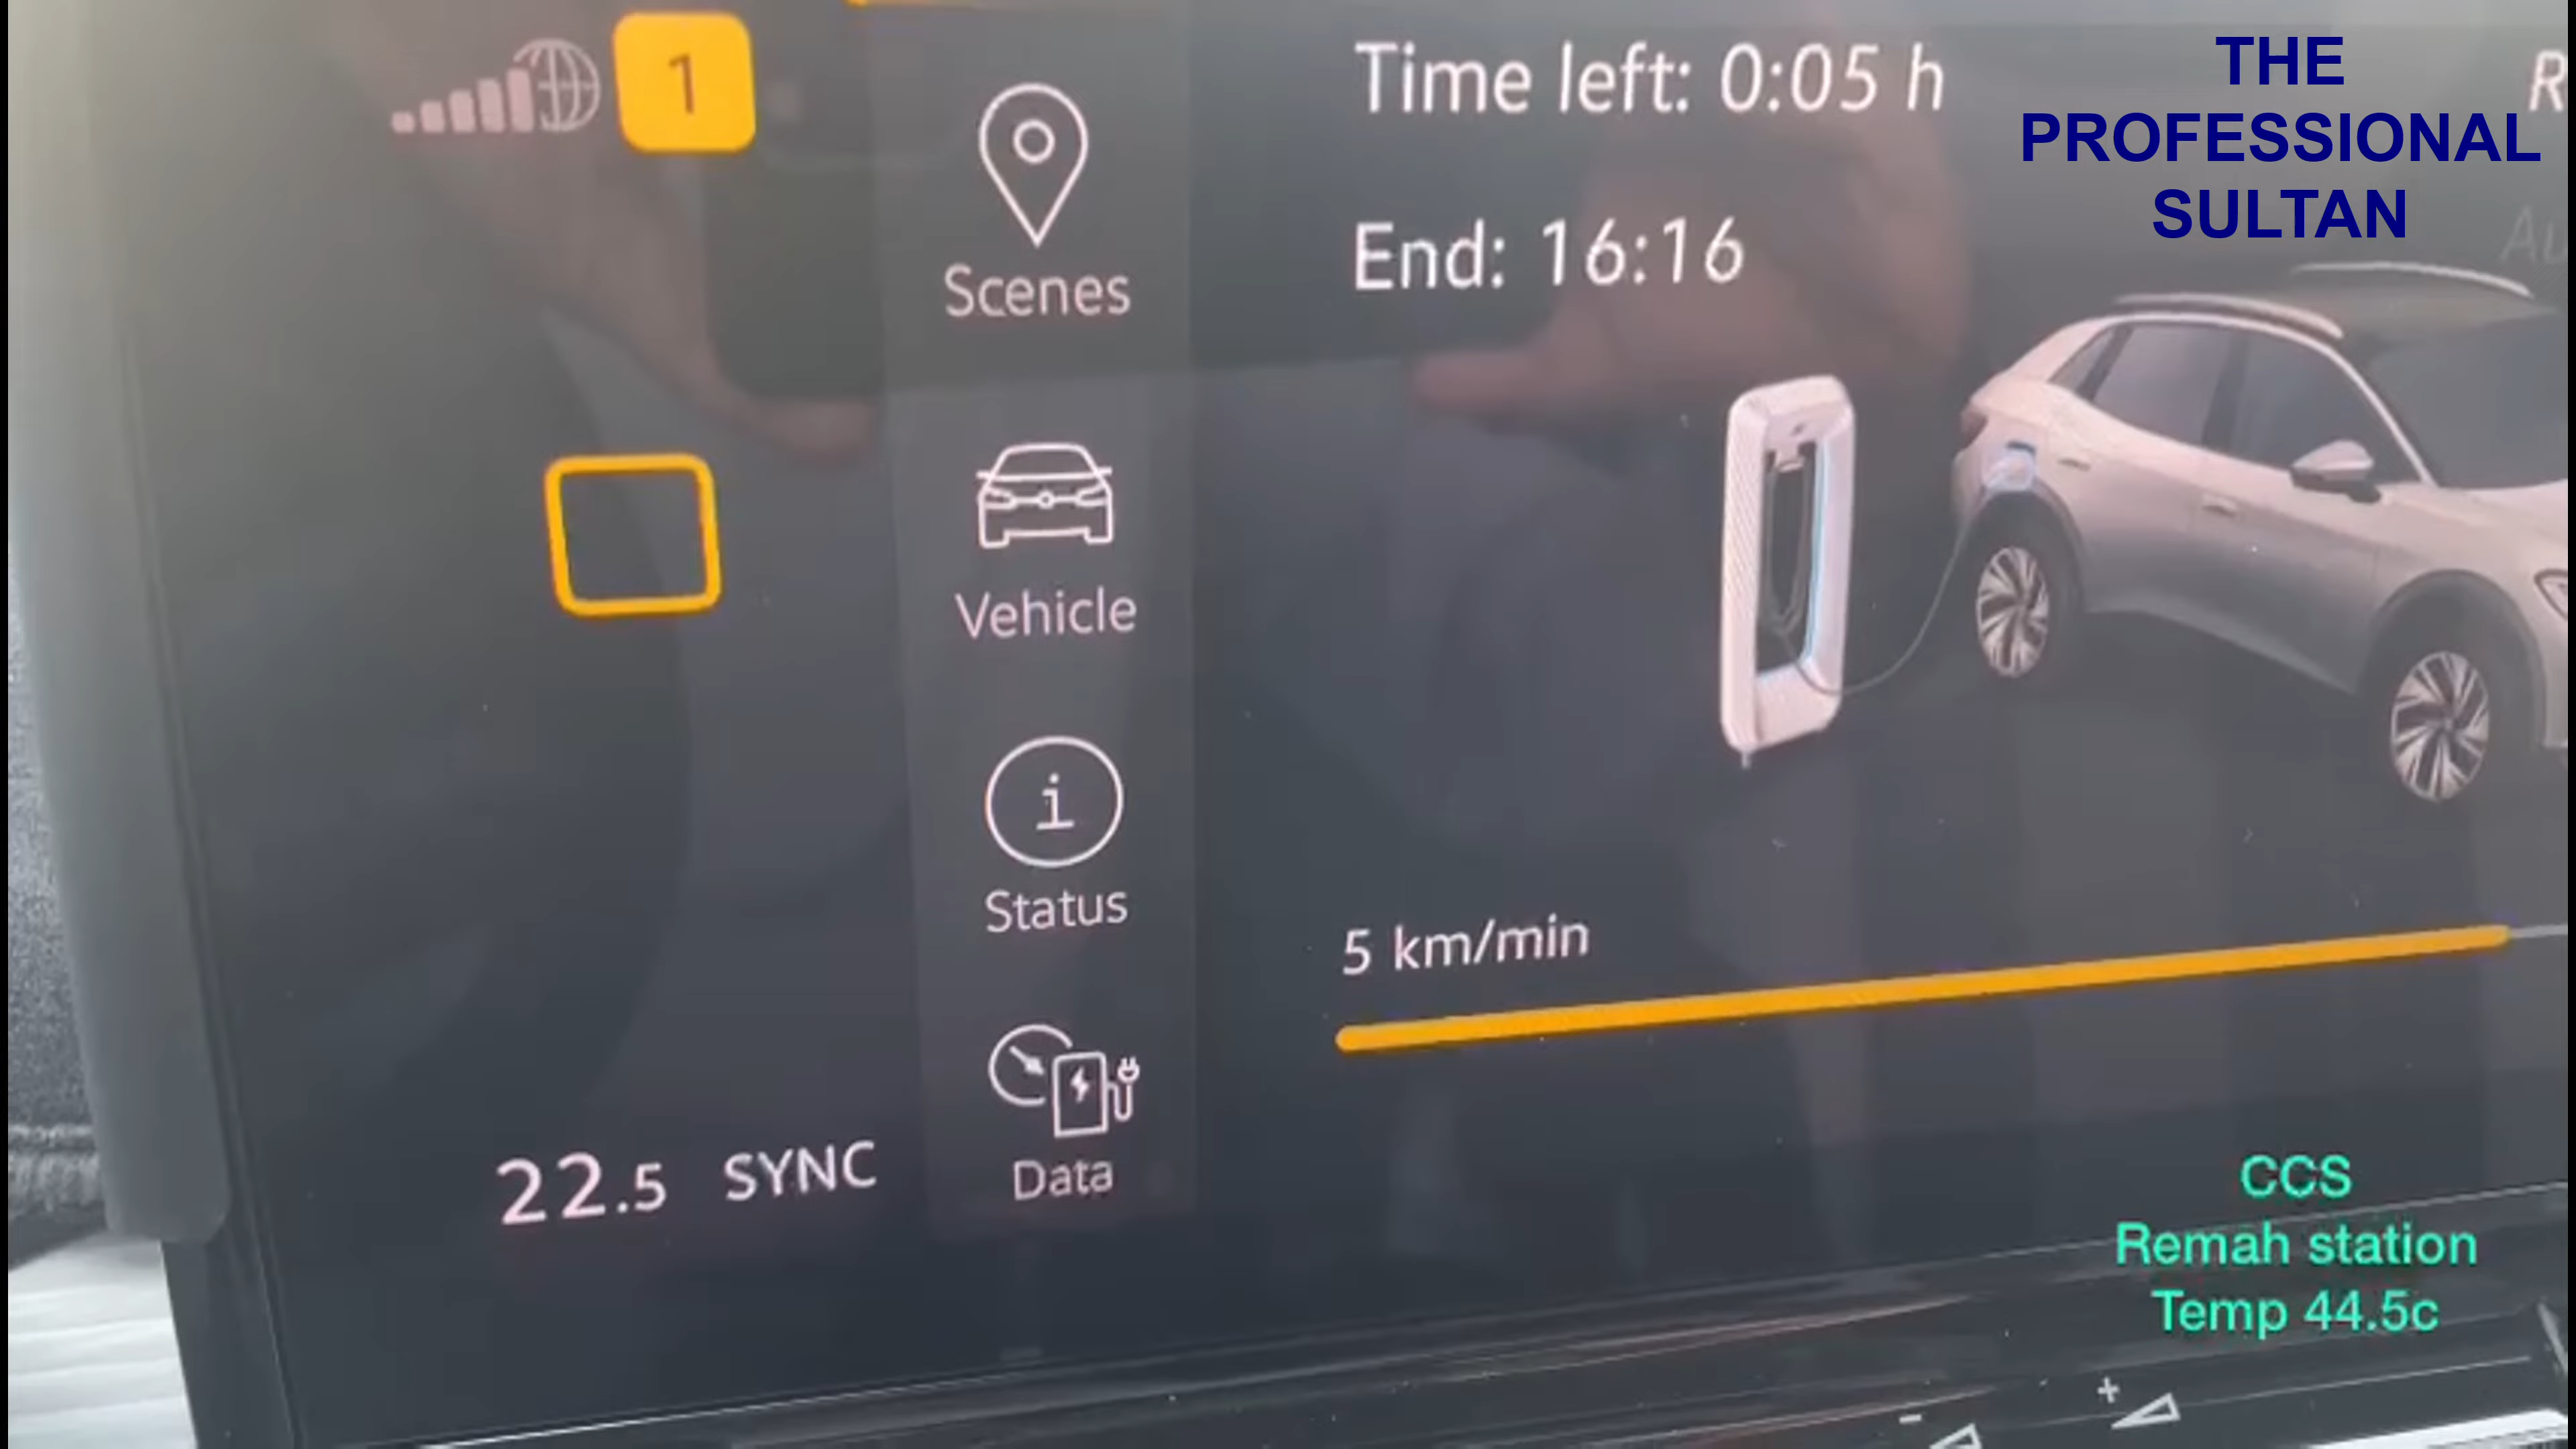 1
Time left: 0:05 h
End: 16:16
THE
PROFESSIONAL
SULTAN
Scenes
Vehicle
Status
5 km/min
Data
22.5 SYNC
CCS
Remah station
Temp 44.5c